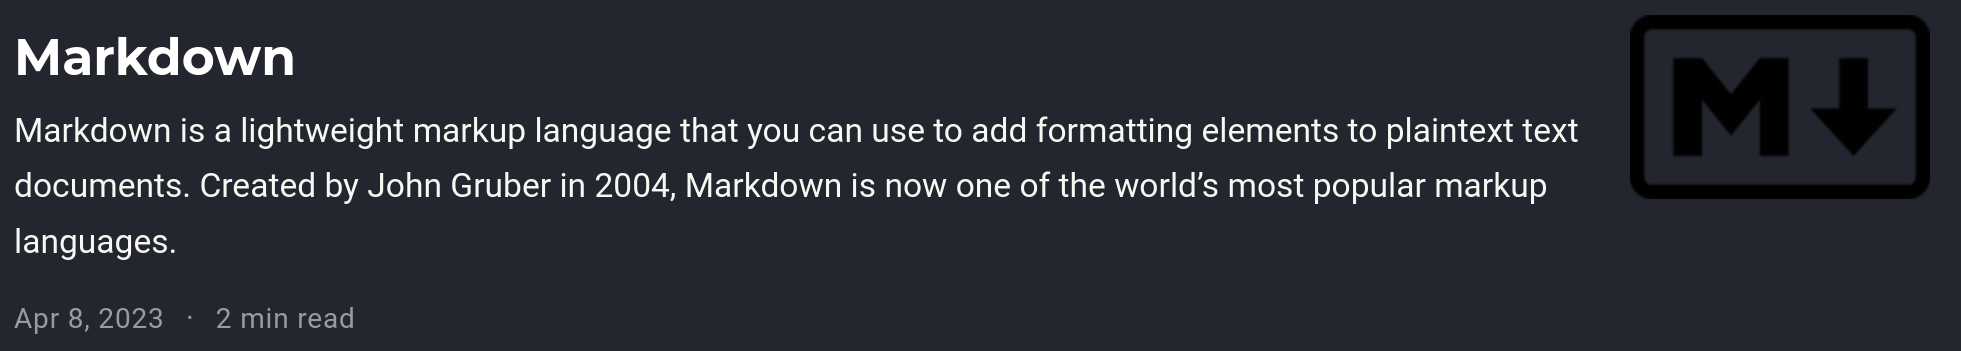 Markdown
Markdown is a lightweight markup language that you can use to add formatting elements to plaintext text
documents. Created by John Gruber in 2004, Markdown is now one of the world’s most popular markup
languages.
Apr 8, 2023 · 2 min read
M